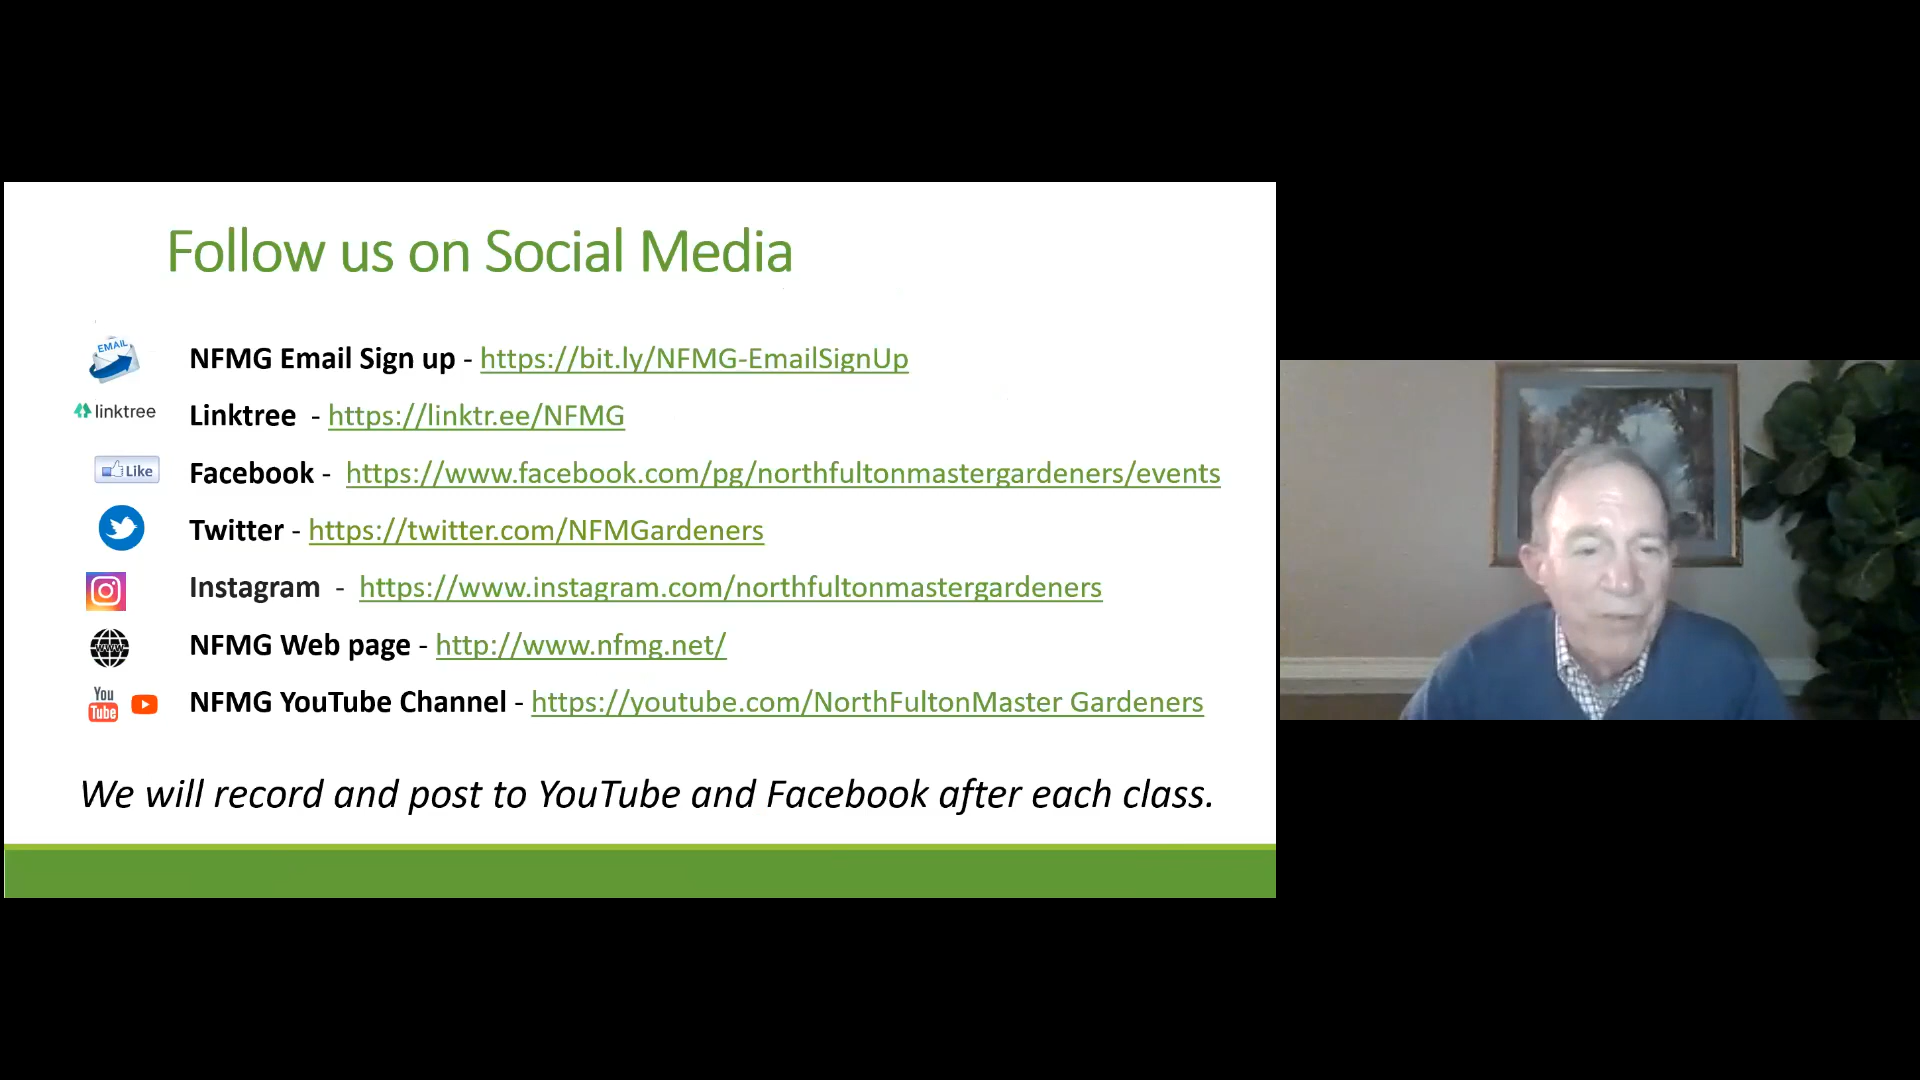 Follow us on Social Media
EMAIL
NFMG Email Sign up - https://bit.ly/NFMG-EmailSignUp
linktree
Linktree - https://linktr.ee/NFMG
Like
Facebook - https://www.facebook.com/pg/northfultonmastergardeners/events
Twitter - https://twitter.com/NFMGardeners
Instagram - https://www.instagram.com/northfultonmastergardeners
www
NFMG Web page - http://www.nfmg.net/
You Tube
NFMG YouTube Channel - https://youtube.com/NorthFultonMaster Gardeners
We will record and post to YouTube and Facebook after each class.